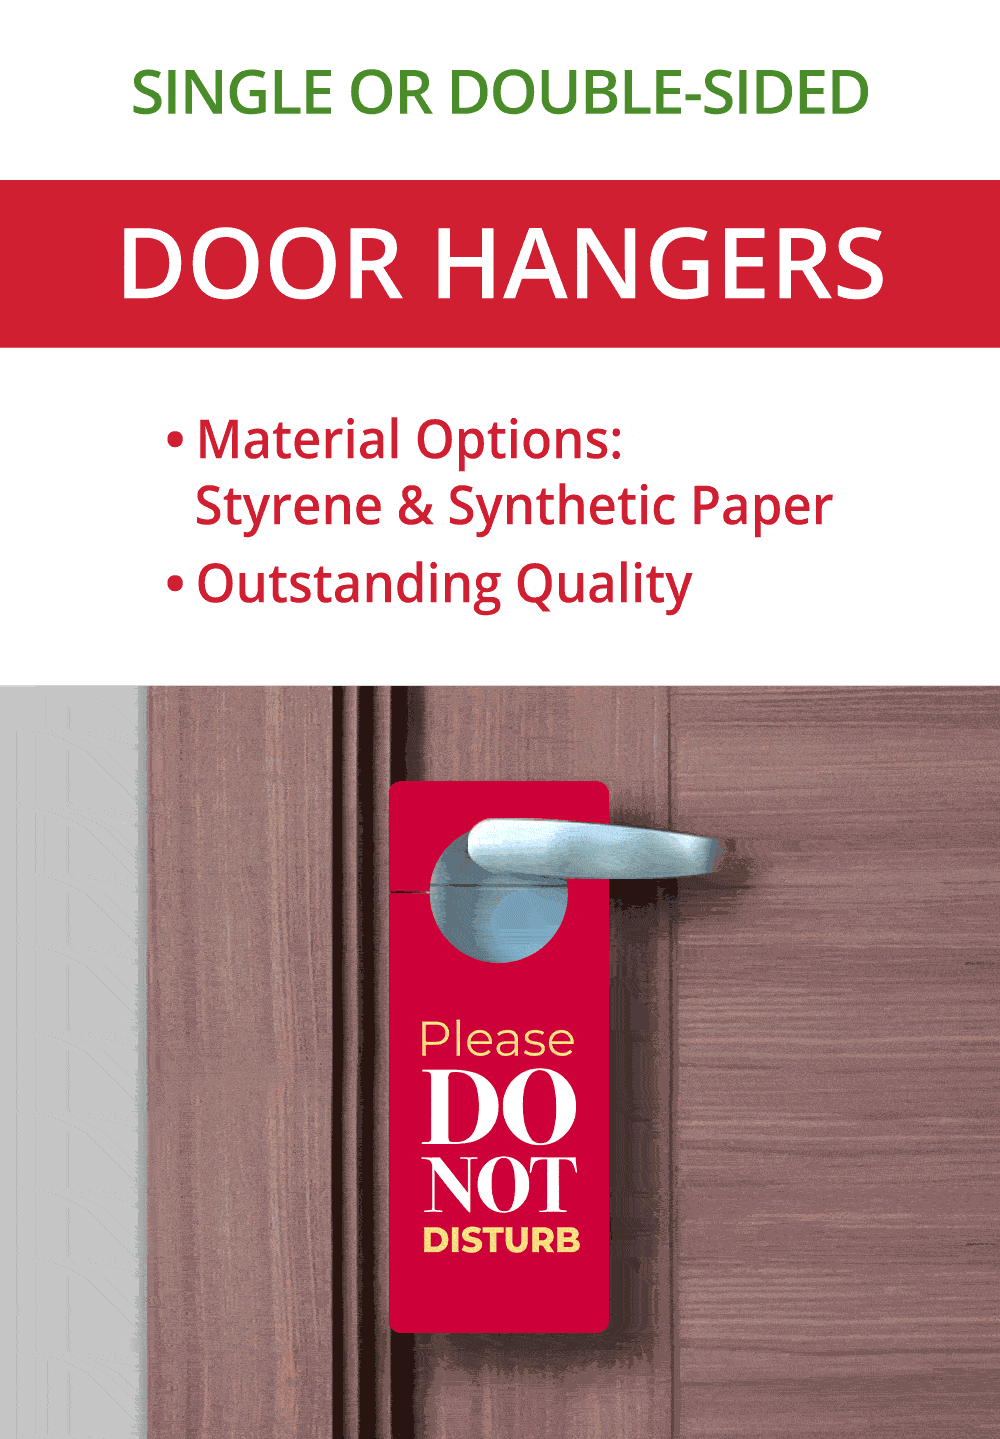 SINGLE OR DOUBLE-SIDED
DOOR HANGERS
• Material Options:
Styrene & Synthetic Paper
• Outstanding Quality
Please
DO
NOT
DISTURB